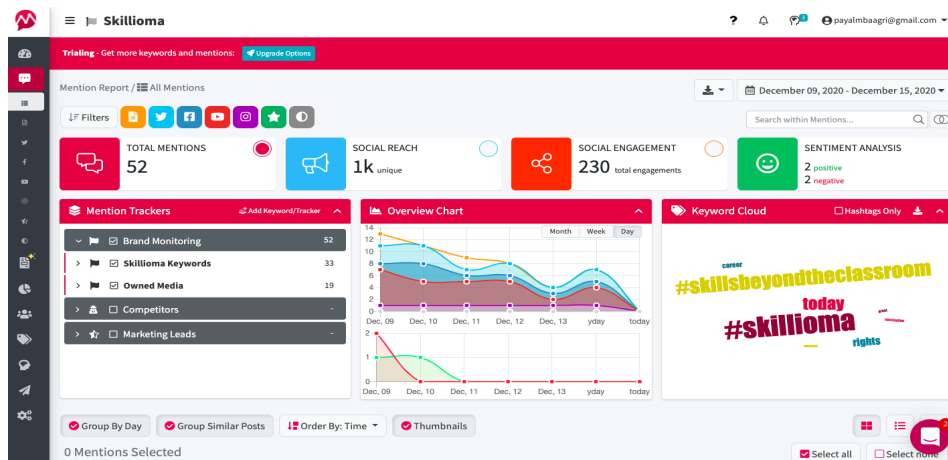 Skillioma
?
3
payalmbaagri@gmail.com
Trialing - Get more keywords and mentions:
Upgrade Options
Mention Report / All Mentions
December 09, 2020 - December 15, 2020
Filters
Search within Mentions...
TOTAL MENTIONS
52
SOCIAL REACH
1k unique
SOCIAL ENGAGEMENT
230 total engagements
SENTIMENT ANALYSIS
2 positive
2 negative
Mention Trackers
Add Keyword/Tracker
Brand Monitoring 52
Skillioma Keywords 33
Owned Media 19
Competitors -
Marketing Leads -
Overview Chart
Month Week Day
14
12
10
8
6
4
2
0
Dec, 09 Dec, 10 Dec, 11 Dec, 12 Dec, 13 yday today
2
1
0
Dec, 09 Dec, 10 Dec, 11 Dec, 12 Dec, 13 yday today
Keyword Cloud
Hashtags Only
career
#skillsbeyondtheclassroom
today
#skillioma
rights
Group By Day
Group Similar Posts
Order By: Time
Thumbnails
2
0 Mentions Selected
Select all
Select none